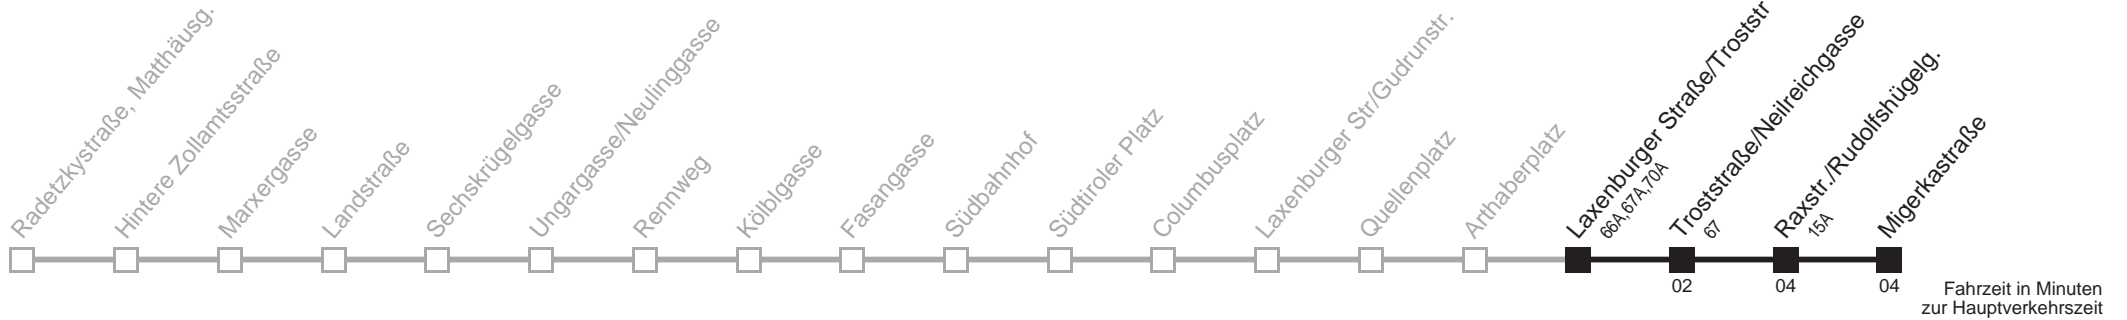 Radetzkystraße, Matthäusg.
Hintere Zollamtsstraße
Marxergasse
Landstraße
Sechskrügelgasse
Ungargasse/Neulinggasse
Rennweg
Kölblgasse
Fasangasse
Südbahnhof
Südtiroler Platz
Columbusplatz
Laxenburger Str/Gudrunstr.
Quellenplatz
Arthaberplatz
Laxenburger Straße/Troststr
66A,67A,70A
Troststraße/Neilreichgasse
67
Raxstr./Rudolfshügelg.
15A
Migerkastraße
02
04
04
Fahrzeit in Minuten
zur Hauptverkehrszeit